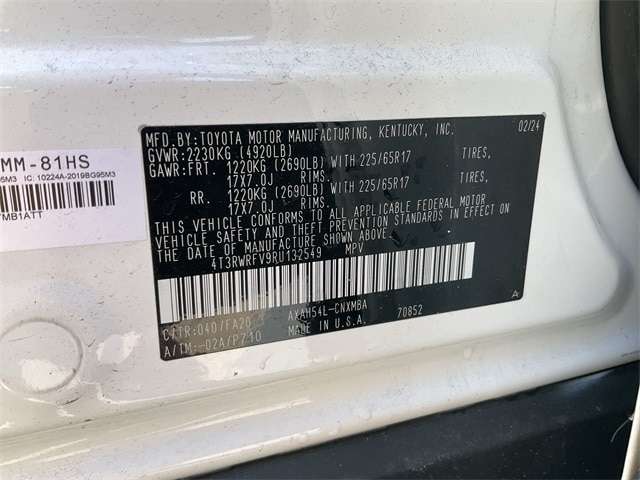 MM-81HS
95M3 IC: 10224A-2019BG95M3
MB1ATT
MFD. BY: TOYOTA MOTOR MANUFACTURING, KENTUCKY, INC. 02/24
GVWR: 2230KG (4920LB)
GAWR: FRT. 1220KG (2690LB) WITH 225/65R17 TIRES,
17X7.0J RIMS,
RR. 1220KG (2690LB) WITH 225/65R17 TIRES,
17X7.0J RIMS
THIS VEHICLE CONFORMS TO ALL APPLICABLE FEDERAL MOTOR
VEHICLE SAFETY AND THEFT PREVENTION STANDARDS IN EFFECT ON
THE DATE OF MANUFACTURE SHOWN ABOVE.
4T3RWRFV9RU132549 MPV
C/TR: 040/FA20 AXAH54L-CNXMBA 70852
A/TM: -02A/P710 MADE IN U.S.A. A